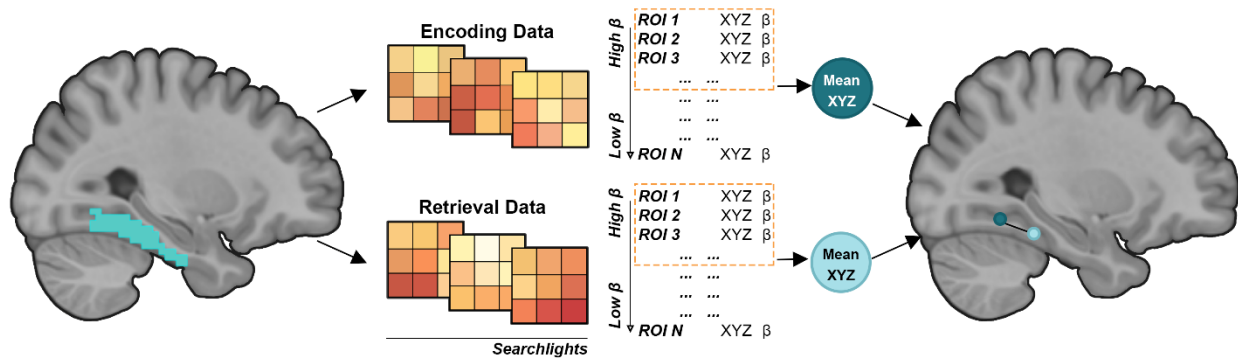 Encoding Data
High β
Low β
ROI 1 XYZ β
ROI 2 XYZ β
ROI 3 XYZ β
... ...
... ...
... ...
... ...
ROI N XYZ β
Mean
XYZ
Retrieval Data
High β
Low β
ROI 1 XYZ β
ROI 2 XYZ β
ROI 3 XYZ β
... ...
... ...
... ...
... ...
ROI N XYZ β
Mean
XYZ
Searchlights